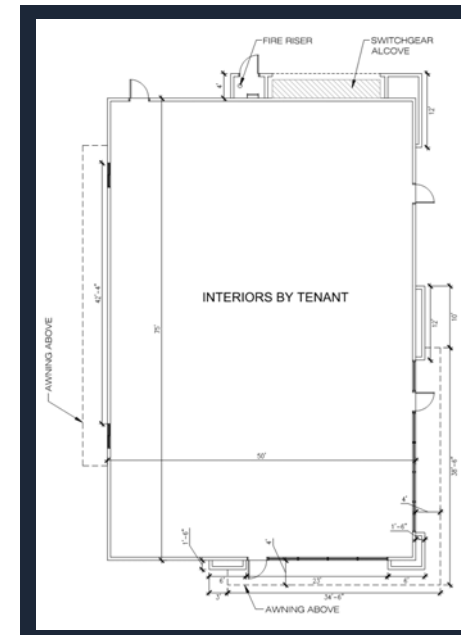 FIRE RISER
SWITCHGEAR
ALCOVE
4'
12'
42'-4"
75'
INTERIORS BY TENANT
12'
10'
AWNING ABOVE
50'
38'-6"
4'
1'-6"
1'-6"
4'
6'
23'
6'
3'
34'-6"
AWNING ABOVE